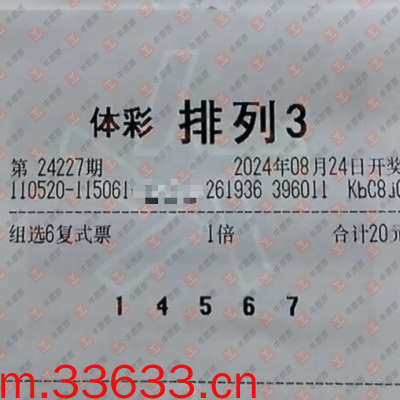 体彩 排列3
第 24227期 2024年08月24日开奖
110520-115061 261936 396011 KbC8J
组选6复式票 1倍 合计20元
1 4 5 6 7
m.33633.cn